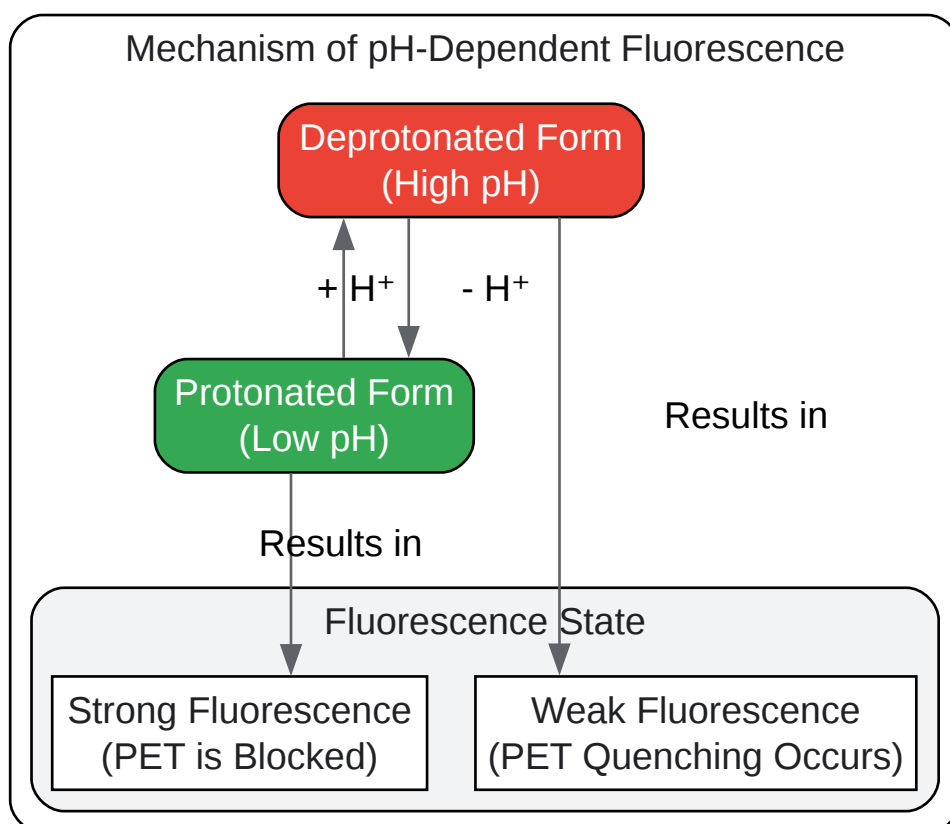 Mechanism of pH-Dependent Fluorescence
Deprotonated Form
(High pH)
+ H⁺
- H⁺
Protonated Form
(Low pH)
Results in
Results in
Fluorescence State
Strong Fluorescence
(PET is Blocked)
Weak Fluorescence
(PET Quenching Occurs)